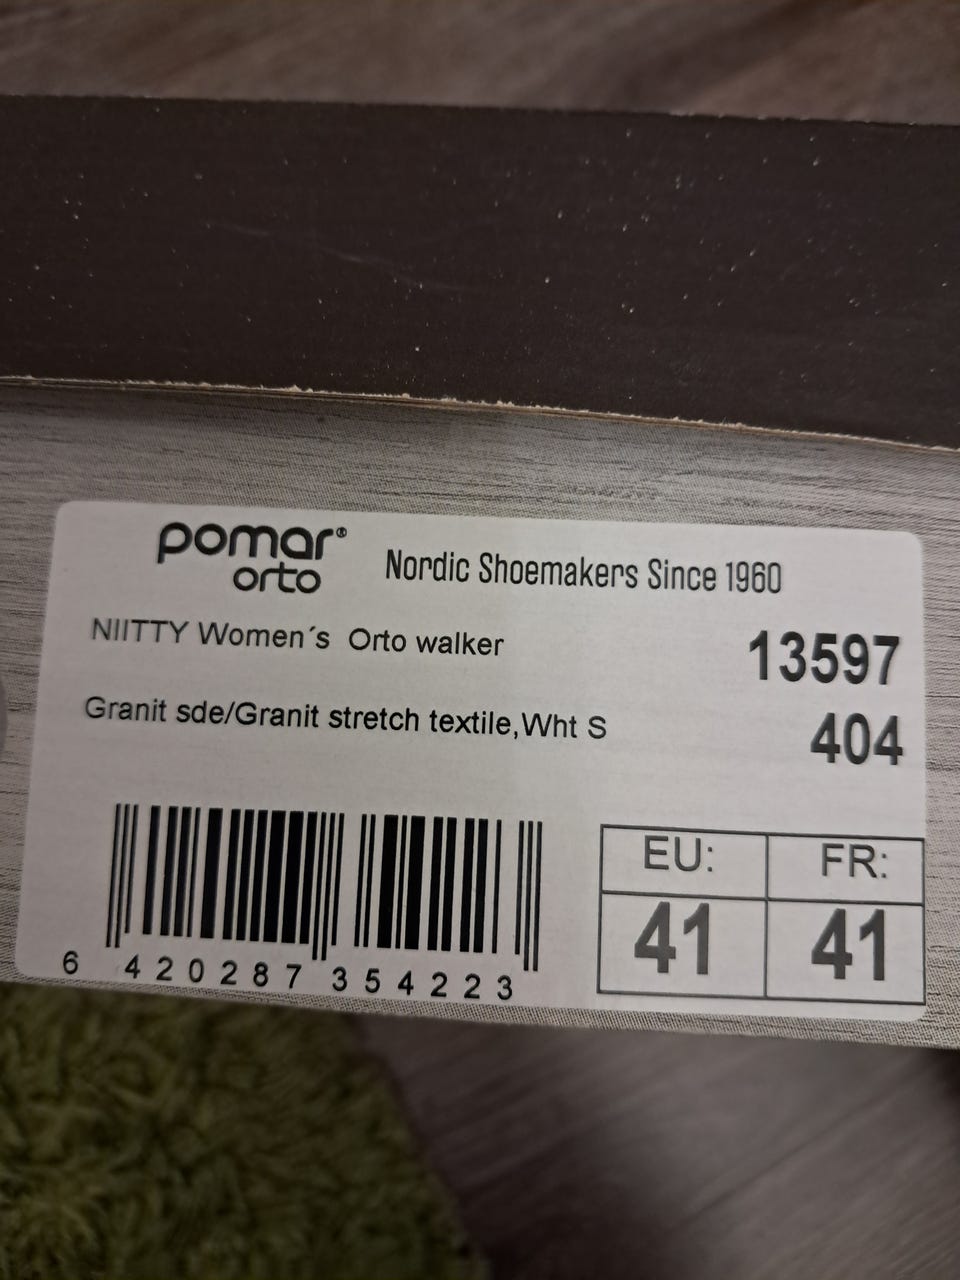 pomar®
orto
Nordic Shoemakers Since 1960
NIITTY Women´s Orto walker
13597
Granit sde/Granit stretch textile,Wht S
404
EU: FR:
41 41
6 420287 354223